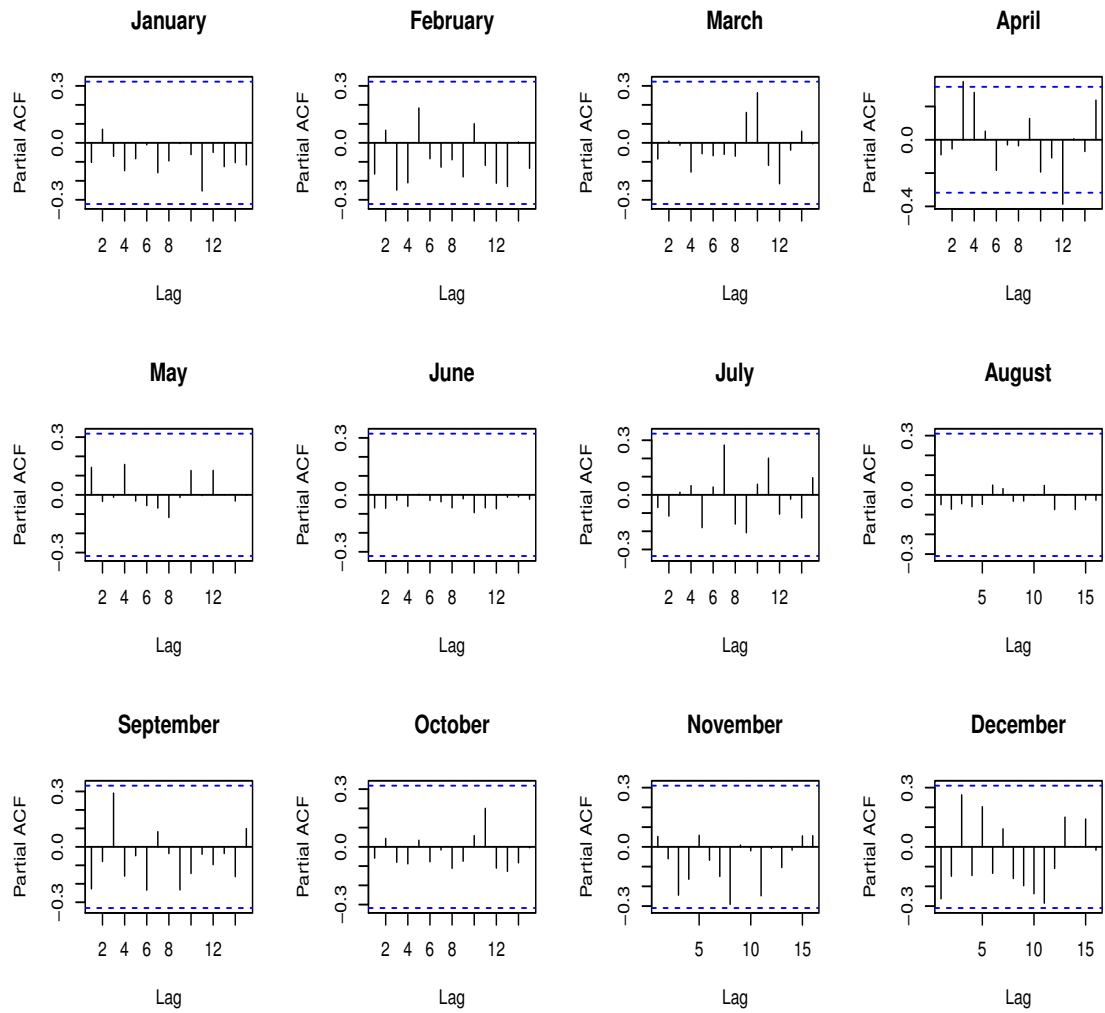 January
Partial ACF
0.3
0.0
−0.3
2 4 6 8 12
Lag
February
Partial ACF
0.3
0.0
−0.3
2 4 6 8 12
Lag
March
Partial ACF
0.3
0.0
−0.3
2 4 6 8 12
Lag
April
Partial ACF
0.0
−0.4
2 4 6 8 12
Lag
May
Partial ACF
0.3
0.0
−0.3
2 4 6 8 12
Lag
June
Partial ACF
0.3
0.0
−0.3
2 4 6 8 12
Lag
July
Partial ACF
0.3
0.0
−0.3
2 4 6 8 12
Lag
August
Partial ACF
0.3
0.0
−0.3
5 10 15
Lag
September
Partial ACF
0.3
0.0
−0.3
2 4 6 8 12
Lag
October
Partial ACF
0.3
0.0
−0.3
2 4 6 8 12
Lag
November
Partial ACF
0.3
0.0
−0.3
5 10 15
Lag
December
Partial ACF
0.3
0.0
−0.3
5 10 15
Lag